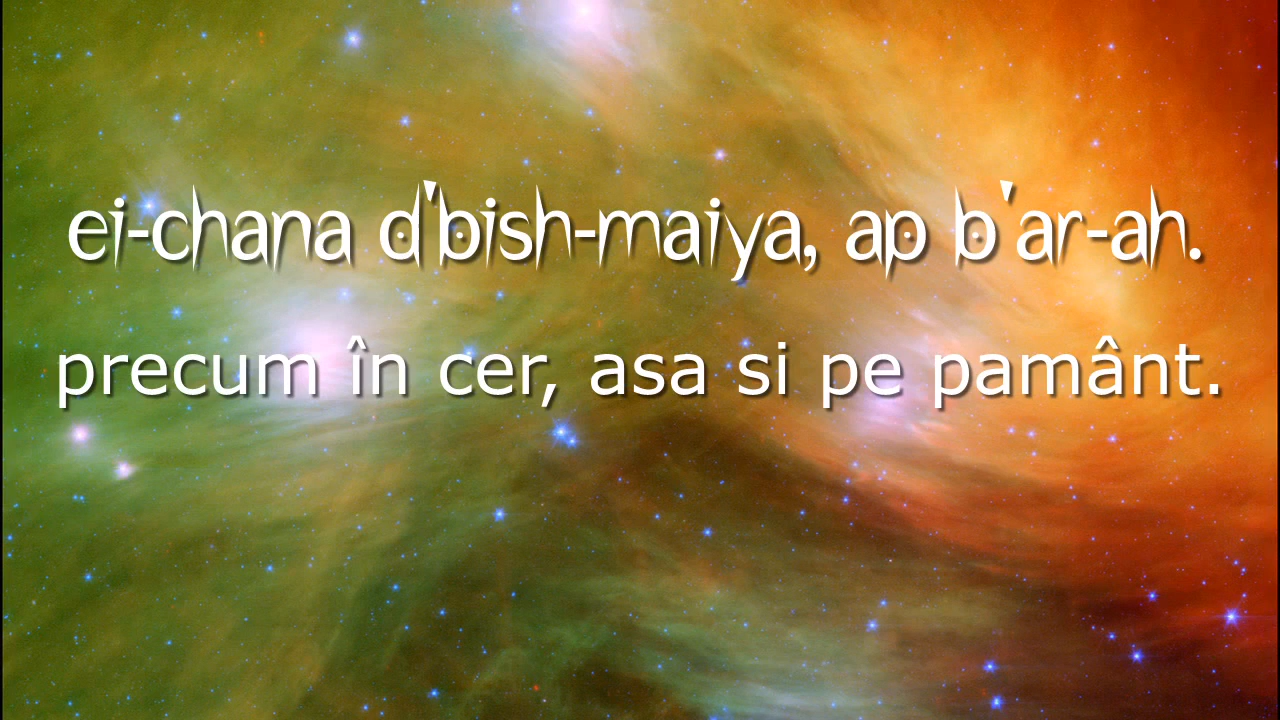 ei-chana d'bish-maiya, ap b'ar-ah.
precum în cer, asa si pe pamânt.